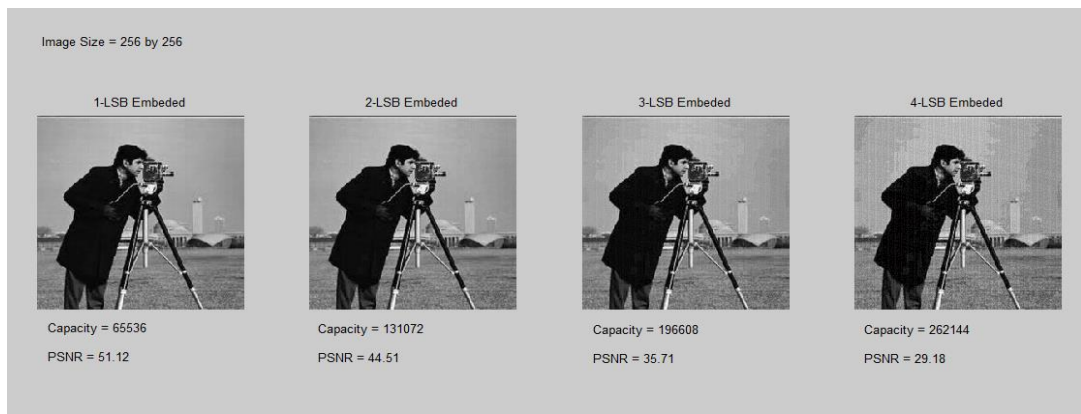 Image Size = 256 by 256
1-LSB Embeded
2-LSB Embeded
3-LSB Embeded
4-LSB Embeded
Capacity = 65536
Capacity = 131072
Capacity = 196608
Capacity = 262144
PSNR = 51.12
PSNR = 44.51
PSNR = 35.71
PSNR = 29.18